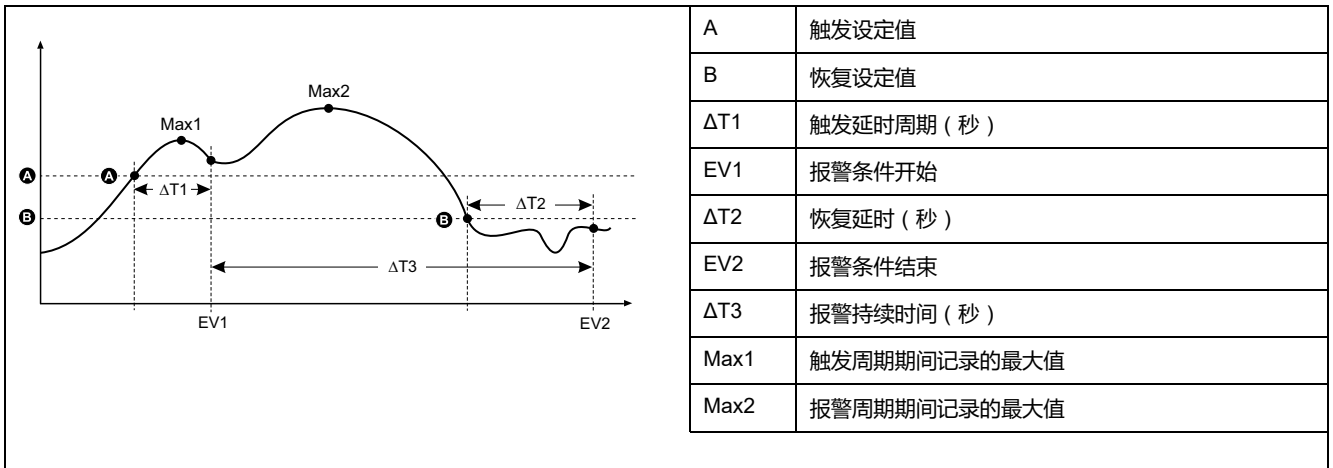 Max1
Max2
A
A
ΔT1
B
B
ΔT2
ΔT3
EV1
EV2
A 触发设定值
B 恢复设定值
ΔT1 触发延时周期（秒）
EV1 报警条件开始
ΔT2 恢复延时（秒）
EV2 报警条件结束
ΔT3 报警持续时间（秒）
Max1 触发周期期间记录的最大值
Max2 报警周期期间记录的最大值